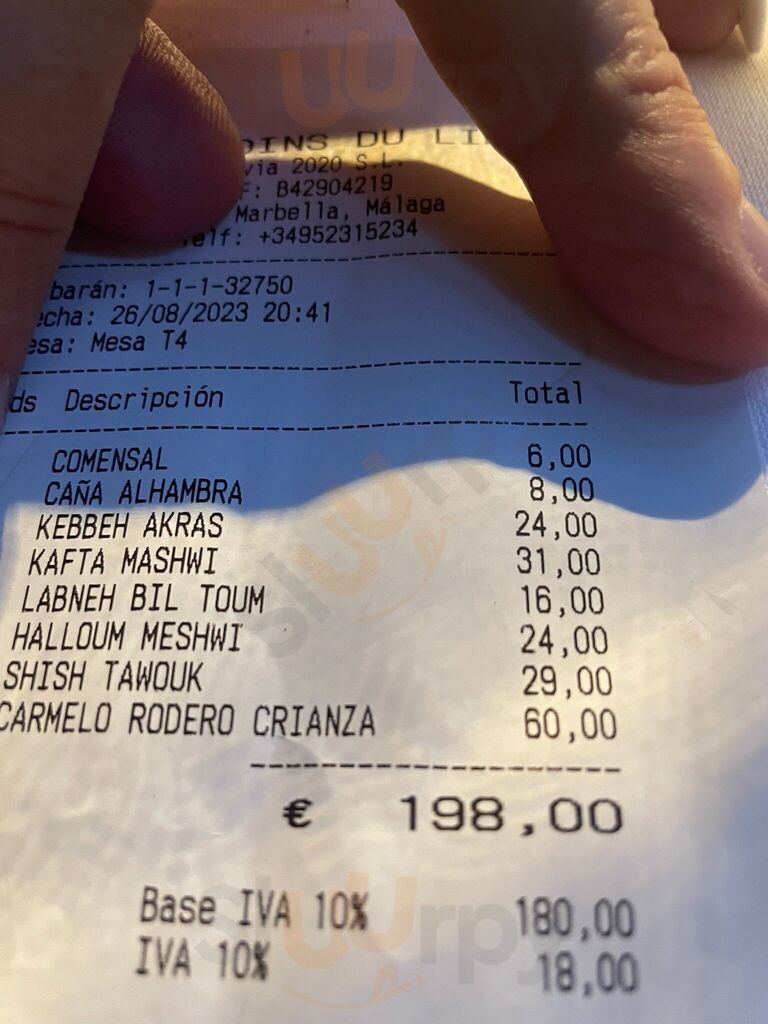 DINS DU LI
via 2020 S.L.
F: B42904219
Marbella, Málaga
elf: +34952315234
barán: 1-1-1-32750
echa: 26/08/2023 20:41
esa: Mesa T4
ds Descripción Total
COMENSAL 6,00
CAÑA ALHAMBRA 8,00
KEBBEH AKRAS 24,00
KAFTA MASHWI 31,00
LABNEH BIL TOUM 16,00
HALLOUM MESHWI 24,00
SHISH TAWOUK 29,00
CARMELO RODERO CRIANZA 60,00
€ 198,00
Base IVA 10% 180,00
IVA 10% 18,00
sluurpy